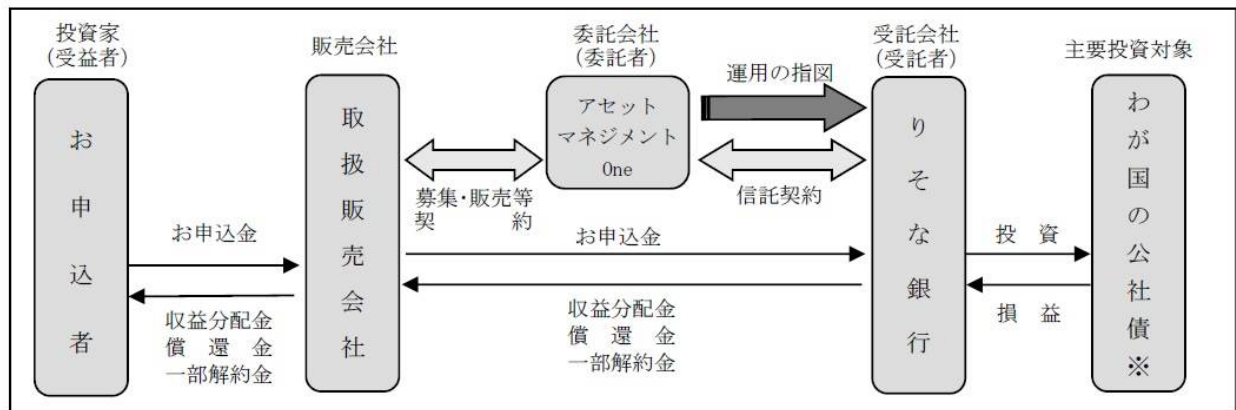 投資家
(受益者)
お申込者
販売会社
取扱販売会社
委託会社
(委託者)
アセット
マネジメント
One
受託会社
(受託者)
りそな銀行
主要投資対象
わが国の公社債※
運用の指図
募集・販売等
契約
信託契約
お申込金
収益分配金
償還金
一部解約金
お申込金
収益分配金
償還金
一部解約金
投資
損益